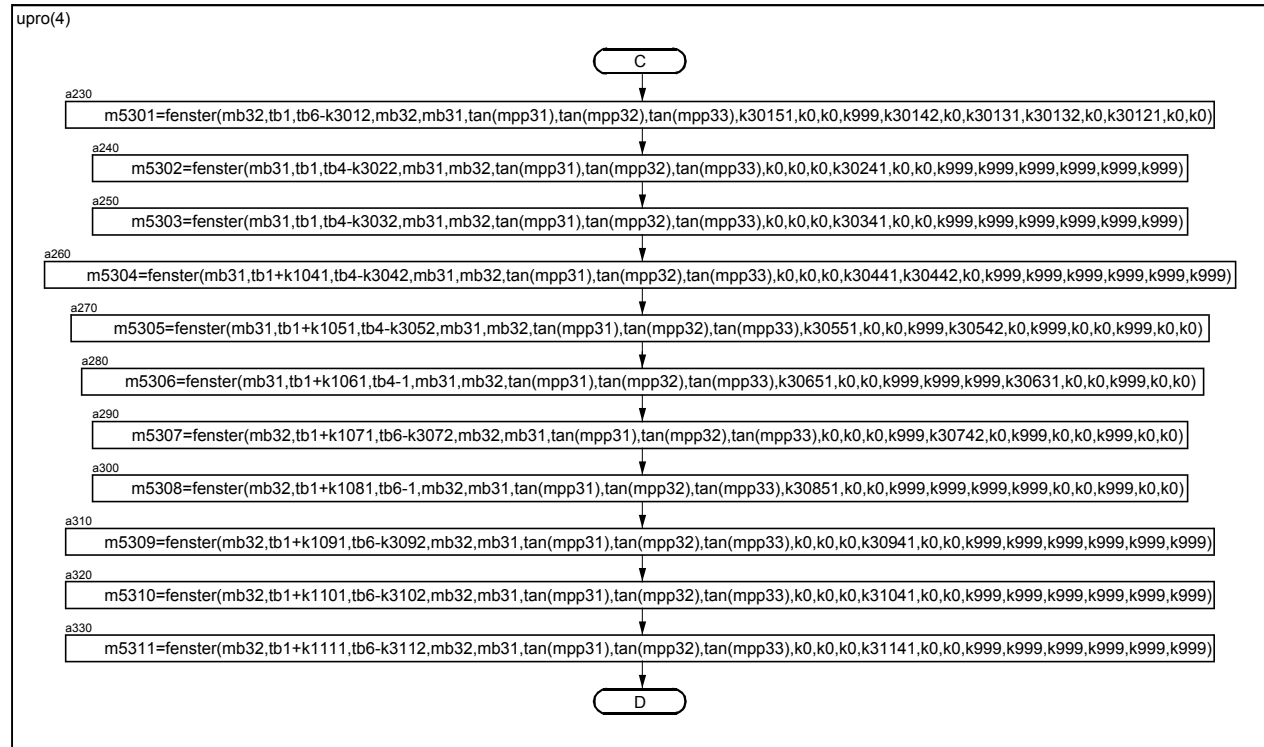 upro(4)
C
a230
m5301=fenster(mb32,tb1,tb6-k3012,mb32,mb31,tan(mpp31),tan(mpp32),tan(mpp33),k30151,k0,k0,k999,k30142,k0,k30131,k30132,k0,k30121,k0,k0)
a240
m5302=fenster(mb31,tb1,tb4-k3022,mb31,mb32,tan(mpp31),tan(mpp32),tan(mpp33),k0,k0,k0,k30241,k0,k0,k999,k999,k999,k999,k999,k999)
a250
m5303=fenster(mb31,tb1,tb4-k3032,mb31,mb32,tan(mpp31),tan(mpp32),tan(mpp33),k0,k0,k0,k30341,k0,k0,k999,k999,k999,k999,k999,k999)
a260
m5304=fenster(mb31,tb1+k1041,tb4-k3042,mb31,mb32,tan(mpp31),tan(mpp32),tan(mpp33),k0,k0,k0,k30441,k30442,k0,k999,k999,k999,k999,k999,k999)
a270
m5305=fenster(mb31,tb1+k1051,tb4-k3052,mb31,mb32,tan(mpp31),tan(mpp32),tan(mpp33),k30551,k0,k0,k999,k30542,k0,k999,k0,k0,k999,k0,k0)
a280
m5306=fenster(mb31,tb1+k1061,tb4-1,mb31,mb32,tan(mpp31),tan(mpp32),tan(mpp33),k30651,k0,k0,k999,k999,k999,k30631,k0,k0,k999,k0,k0)
a290
m5307=fenster(mb32,tb1+k1071,tb6-k3072,mb32,mb31,tan(mpp31),tan(mpp32),tan(mpp33),k0,k0,k0,k999,k30742,k0,k999,k0,k0,k999,k0,k0)
a300
m5308=fenster(mb32,tb1+k1081,tb6-1,mb32,mb31,tan(mpp31),tan(mpp32),tan(mpp33),k30851,k0,k0,k999,k999,k999,k999,k0,k0,k999,k0,k0)
a310
m5309=fenster(mb32,tb1+k1091,tb6-k3092,mb32,mb31,tan(mpp31),tan(mpp32),tan(mpp33),k0,k0,k0,k30941,k0,k0,k999,k999,k999,k999,k999,k999)
a320
m5310=fenster(mb32,tb1+k1101,tb6-k3102,mb32,mb31,tan(mpp31),tan(mpp32),tan(mpp33),k0,k0,k0,k31041,k0,k0,k999,k999,k999,k999,k999,k999)
a330
m5311=fenster(mb32,tb1+k1111,tb6-k3112,mb32,mb31,tan(mpp31),tan(mpp32),tan(mpp33),k0,k0,k0,k31141,k0,k0,k999,k999,k999,k999,k999,k999)
D